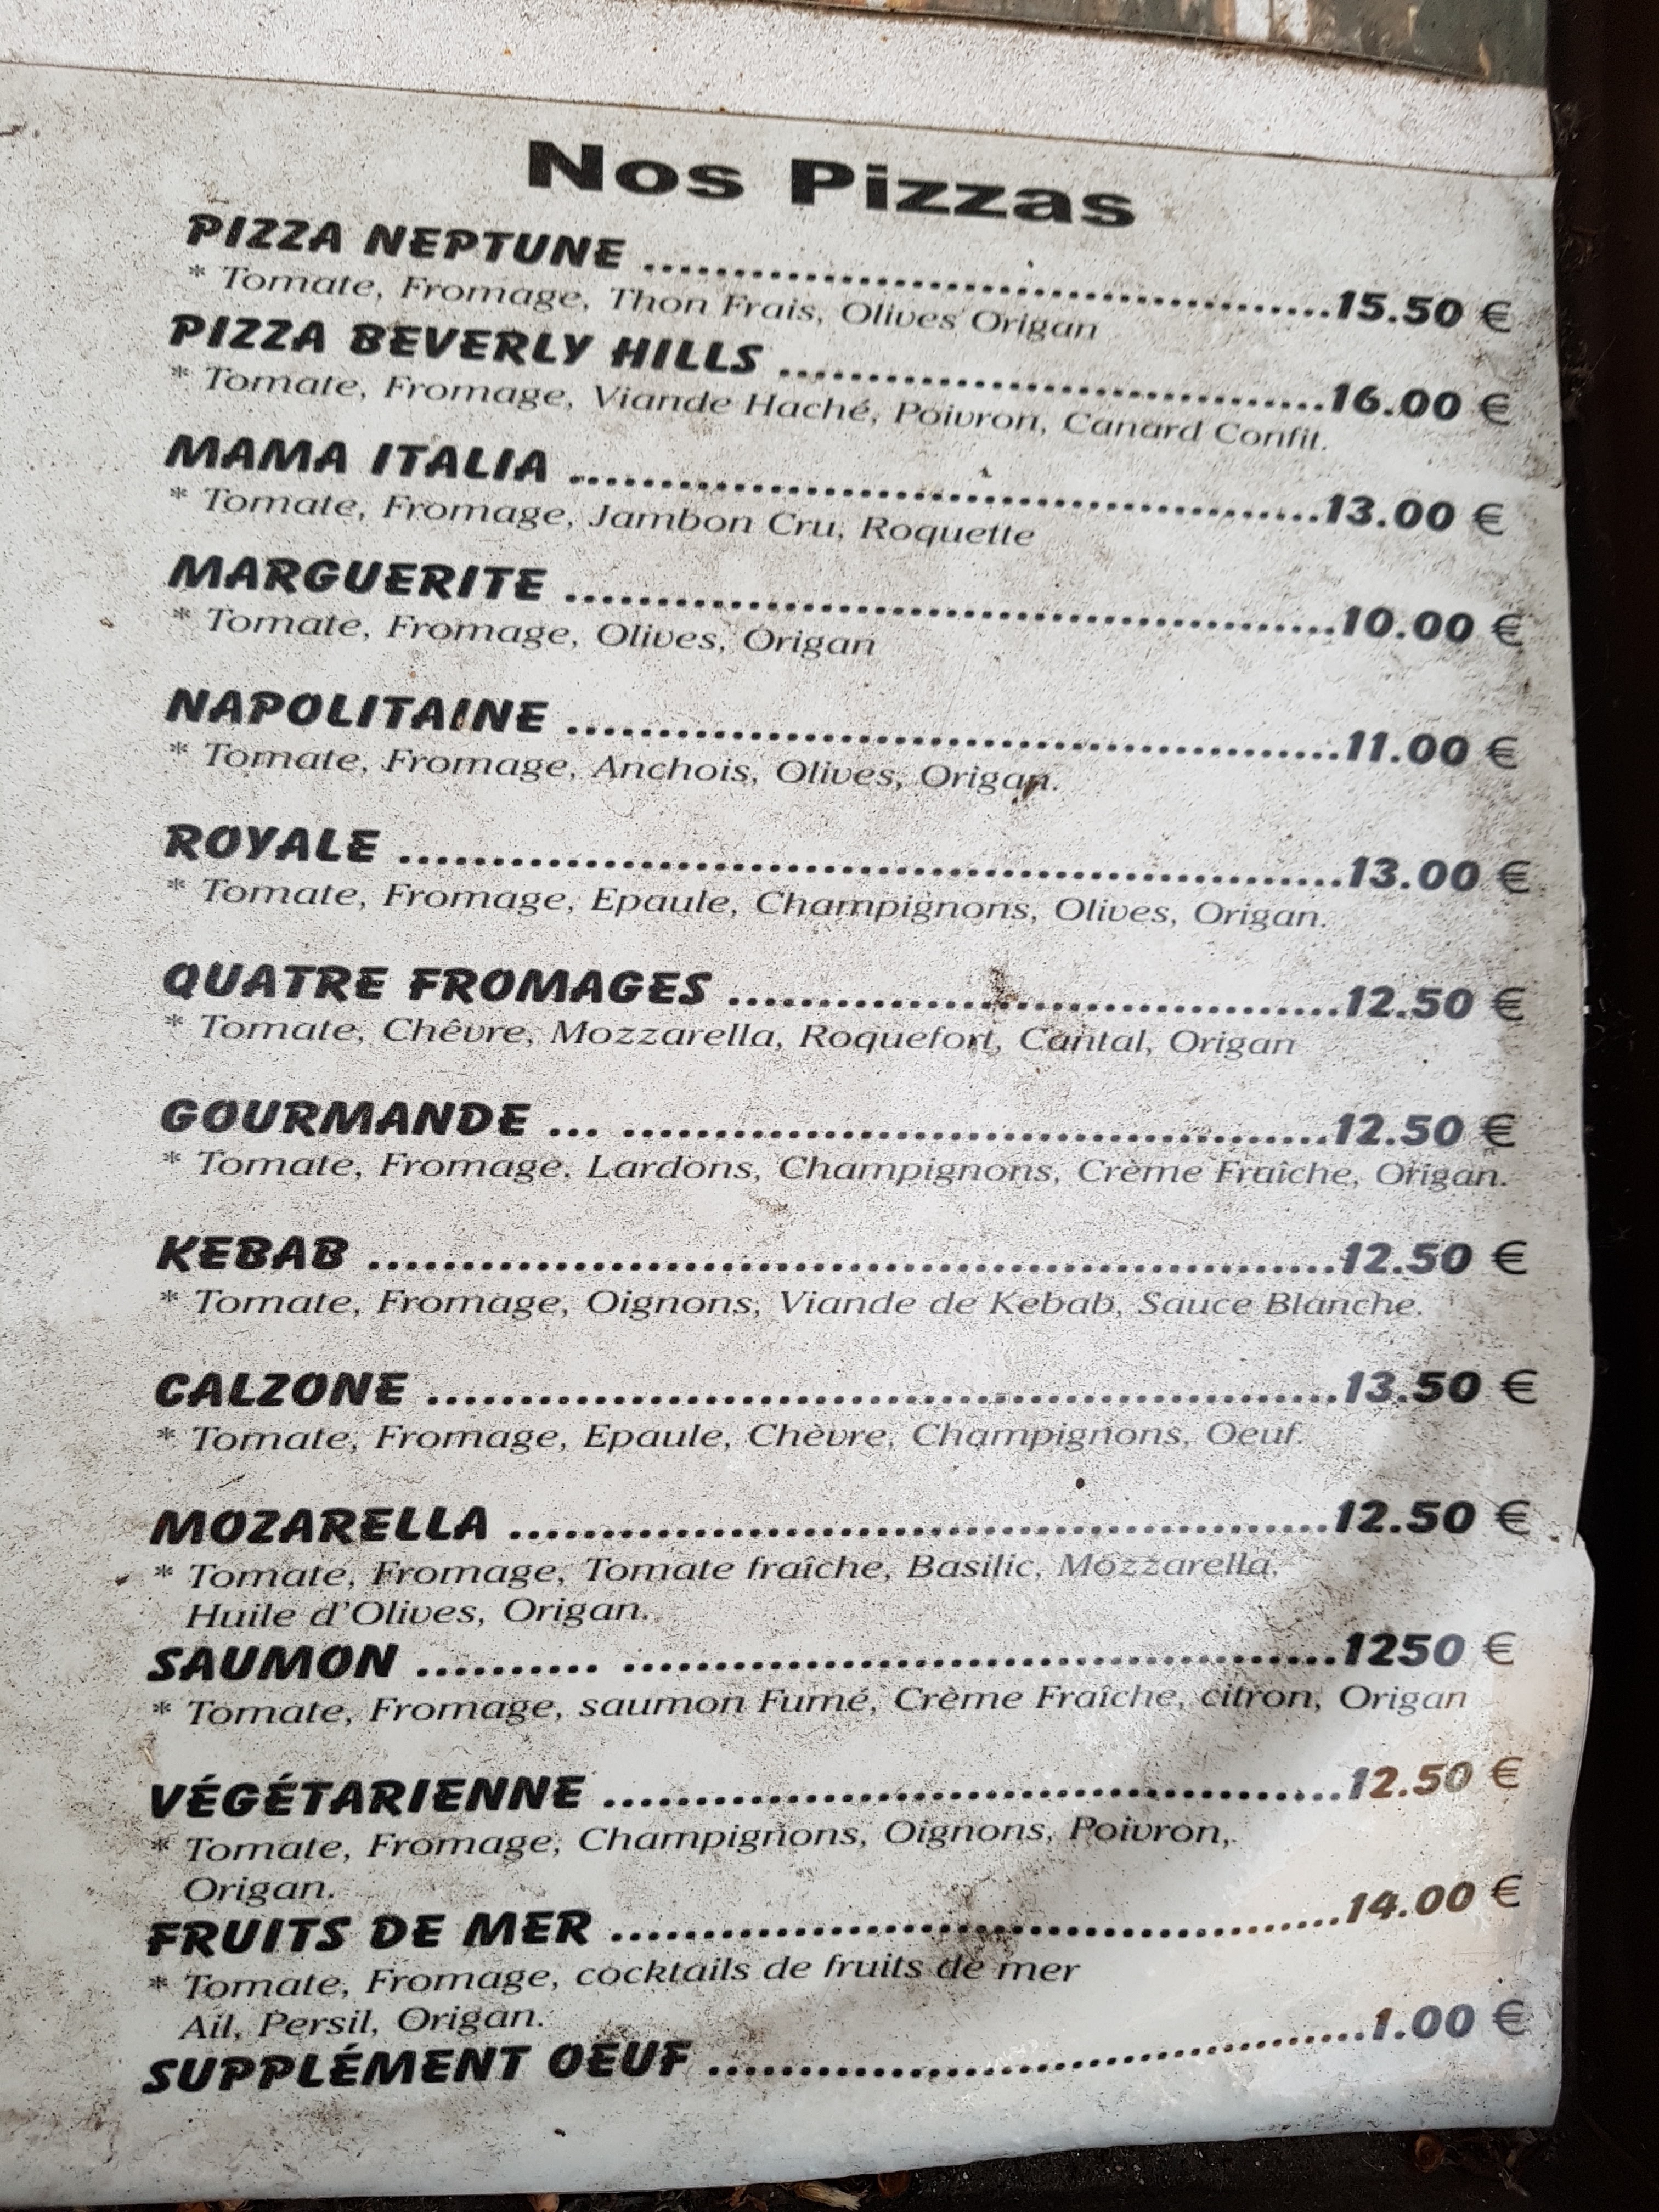 Nos Pizzas
PIZZA NEPTUNE ........................................15.50 €
* Tomate, Fromage, Thon Frais, Olives Origan
PIZZA BEVERLY HILLS ................................16.00 €
* Tomate, Fromage, Viande Haché, Poivron, Canard Confit.
MAMA ITALIA ............................................13.00 €
* Tomate, Fromage, Jambon Cru, Roquette
MARGUERITE ............................................10.00 €
* Tomate, Fromage, Olives, Origan
NAPOLITAINE ............................................11.00 €
* Tomate, Fromage, Anchois, Olives, Origan.
ROYALE ......................................................13.00 €
* Tomate, Fromage, Epaule, Champignons, Olives, Origan.
QUATRE FROMAGES ...................................12.50 €
* Tomate, Chêvre, Mozzarella, Roquefort, Cantal, Origan
GOURMANDE ... .........................................12.50 €
* Tomate, Fromage, Lardons, Champignons, Crème Fraîche, Origan.
KEBAB ........................................................12.50 €
* Tomate, Fromage, Oignons, Viande de Kebab, Sauce Blanche.
CALZONE ....................................................13.50 €
* Tomate, Fromage, Epaule, Chèvre, Champignons, Oeuf.
MOZARELLA ...............................................12.50 €
* Tomate, Fromage, Tomate fraîche, Basilic, Mozzarella,
Huile d'Olives, Origan.
SAUMON .......... .........................................1250 €
* Tomate, Fromage, saumon Fumé, Crème Fraîche, citron, Origan
VÉGÉTARIENNE ..........................................12.50 €
* Tomate, Fromage, Champignons, Oignons, Poivron,
Origan.
FRUITS DE MER ..........................................14.00 €
* Tomate, Fromage, cocktails de fruits de mer
Ail, Persil, Origan.
SUPPLÉMENT OEUF .....................................1.00 €